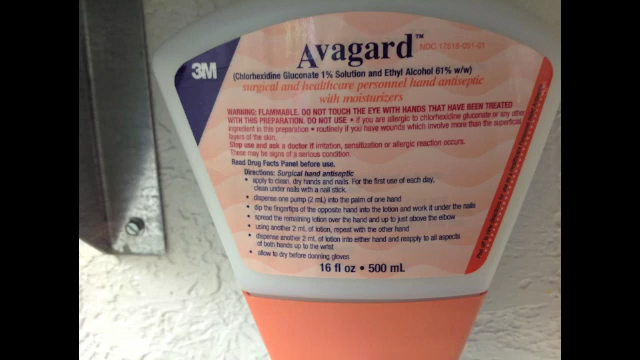 3M
Avagard™ NDC 17518-051-01
(Chlorhexidine Gluconate 1% Solution and Ethyl Alcohol 61% w/w)
surgical and healthcare personnel hand antiseptic
with moisturizers
WARNING: FLAMMABLE. DO NOT TOUCH THE EYE WITH HANDS THAT HAVE BEEN TREATED
WITH THIS PREPARATION. DO NOT USE • if you are allergic to chlorhexidine gluconate or any other
ingredient in this preparation • routinely if you have wounds which involve more than the superficial
layers of the skin.
Stop use and ask a doctor if irritation, sensitization or allergic reaction occurs.
These may be signs of a serious condition.
Read Drug Facts Panel before use.
Directions: Surgical hand antiseptic
• apply to clean, dry hands and nails. For the first use of each day,
clean under nails with a nail stick.
• dispense one pump (2 mL) into the palm of one hand
• dip the fingertips of the opposite hand into the lotion and work it under the nails
• spread the remaining lotion over the hand and up to just above the elbow
• using another 2 mL of lotion, repeat with the other hand
• dispense another 2 mL of lotion into either hand and reapply to all aspects
of both hands up to the wrist
• allow to dry before donning gloves
16 fl oz • 500 mL